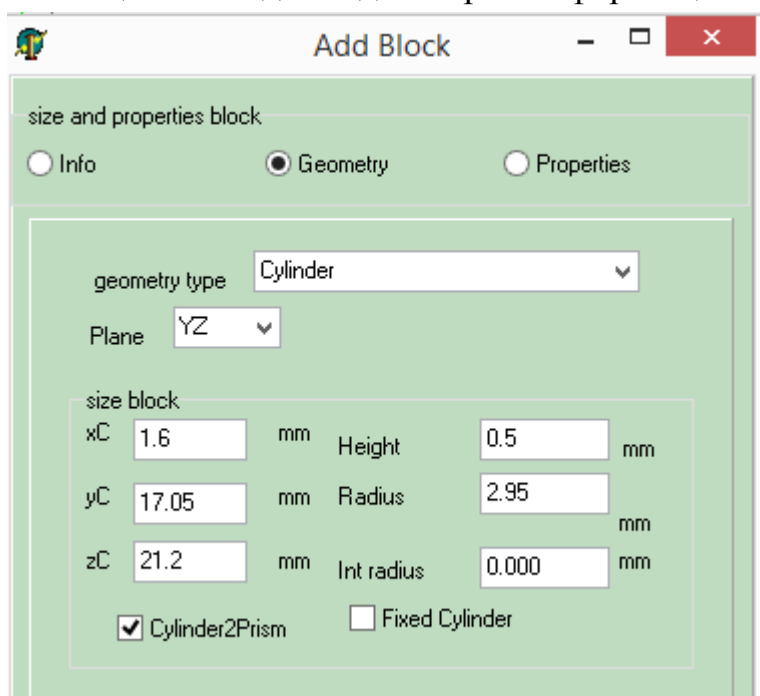 Add Block
size and properties block
Info Geometry Properties
geometry type Cylinder
Plane YZ
size block
xC 1.6 mm Height 0.5 mm
yC 17.05 mm Radius 2.95 mm
zC 21.2 mm Int radius 0.000 mm
Cylinder2Prism Fixed Cylinder